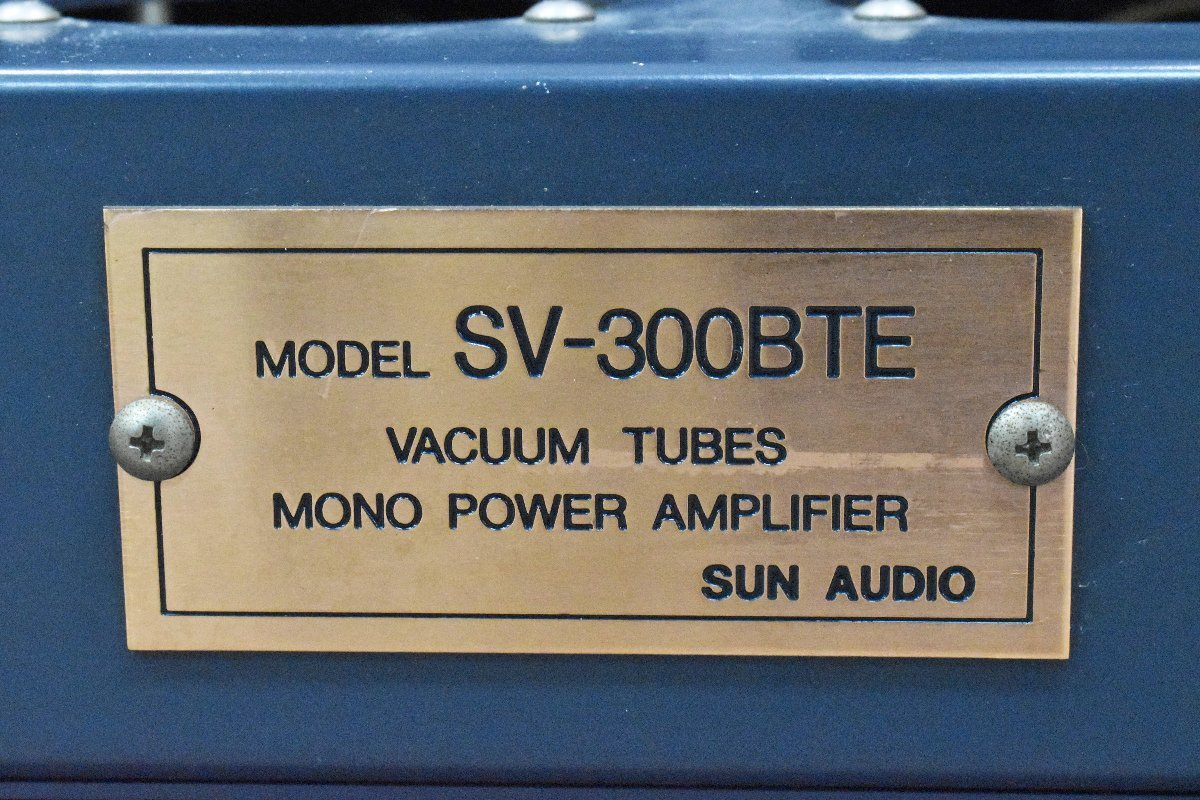 MODEL SV-300BTE
VACUUM TUBES
MONO POWER AMPLIFIER
SUN AUDIO